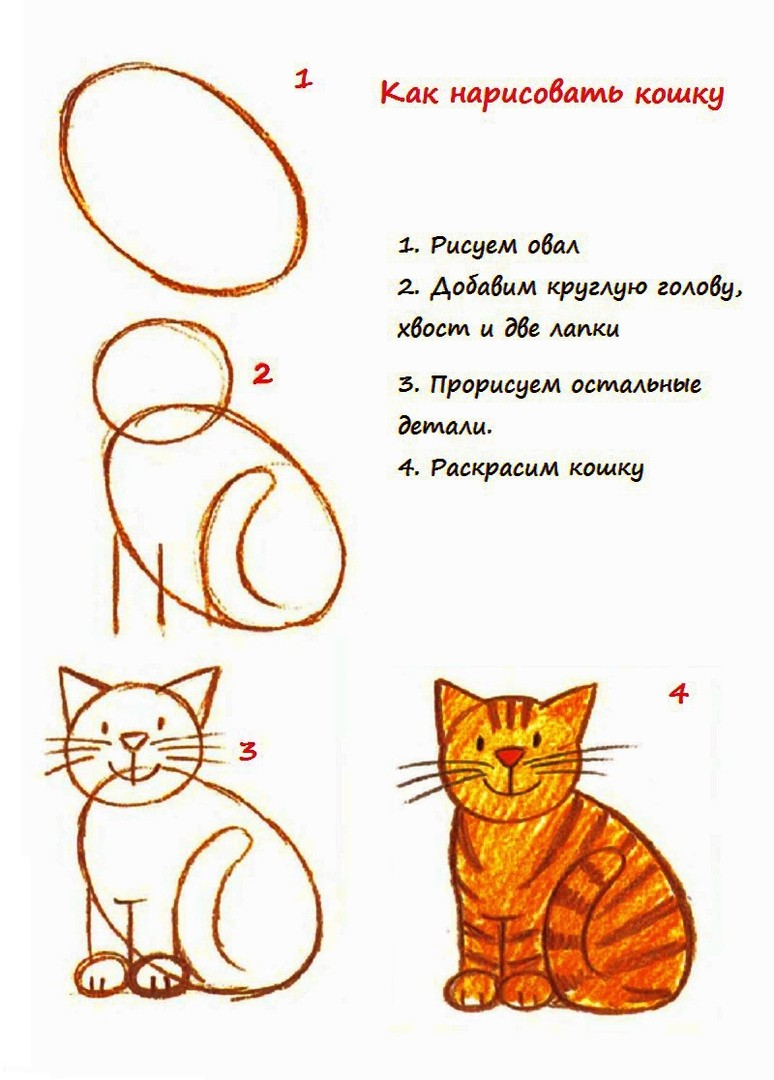 1
Как нарисовать кошку
1. Рисуем овал
2. Добавим круглую голову,
хвост и две лапки
3. Прорисуем остальные
детали.
4. Раскрасим кошку
2
3
4